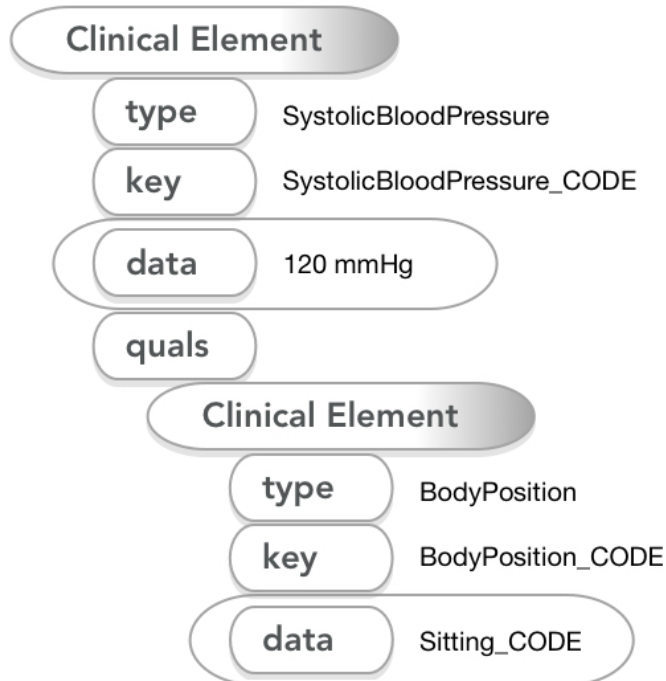 Clinical Element
type SystolicBloodPressure
key SystolicBloodPressure_CODE
data 120 mmHg
quals
Clinical Element
type BodyPosition
key BodyPosition_CODE
data Sitting_CODE